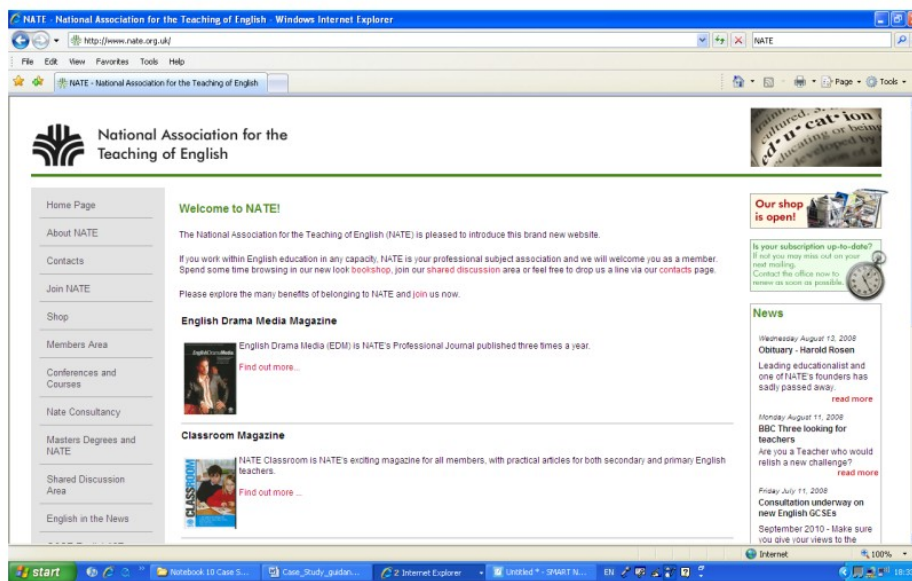 NATE - National Association for the Teaching of English - Windows Internet Explorer
http://www.nate.org.uk/
NATE
File Edit View Favorites Tools Help
NATE - National Association for the Teaching of English
Page
Tools
National Association for the
Teaching of English
cultured.
ed·u·cat·ion
educating or being
developed by
Home Page
About NATE
Contacts
Join NATE
Shop
Members Area
Conferences and
Courses
Nate Consultancy
Masters Degrees and
NATE
Shared Discussion
Area
English in the News
Welcome to NATE!
The National Association for the Teaching of English (NATE) is pleased to introduce this brand new website.
If you work within English education in any capacity, NATE is your professional subject association and we will welcome you as a member.
Spend some time browsing in our new look bookshop, join our shared discussion area or feel free to drop us a line via our contacts page.
Please explore the many benefits of belonging to NATE and join us now.
English Drama Media Magazine
EnglishDramaMedia
English Drama Media (EDM) is NATE's Professional Journal published three times a year.
Find out more...
Classroom Magazine
CLASSROOM
NATE Classroom is NATE's exciting magazine for all members, with practical articles for both secondary and primary English
teachers.
Find out more ...
Our shop
is open!
Is your subscription up-to-date?
If not you may miss out on your
next mailing.
Contact the office now to
renew as soon as possible.
News
Wednesday August 13, 2008
Obituary - Harold Rosen
Leading educationalist and
one of NATE's founders has
sadly passed away.
read more
Monday August 11, 2008
BBC Three looking for
teachers
Are you a Teacher who would
relish a new challenge?
read more
Friday July 11, 2008
Consultation underway on
new English GCSEs
September 2010 - Make sure
you give your views to the
Internet
100%
start
Notebook 10 Case S...
Case_Study_guidan...
2 Internet Explorer
Untitled * - SMART N...
EN